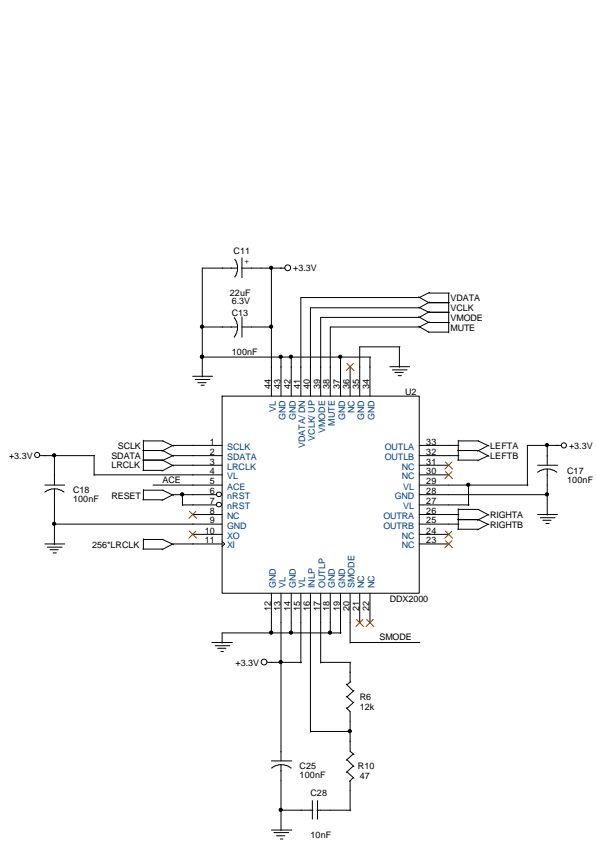 C11
+
+3.3V
22uF
6.3V
C13
100nF
VDATA
VCLK
VMODE
MUTE
44 43 42 41 40 39 38 37 36 35 34
U2
VL GND GND VDATA/ DN VCLK/ UP VMODE MUTE GND NC GND GND
SCLK 1 SCLK
SDATA 2 SDATA
LRCLK 3 LRCLK
+3.3V
4 VL
ACE 5 ACE
RESET 6 nRST
7 nRST
8 NC
9 GND
10 XO
256*LRCLK 11 XI
C18
100nF
OUTLA 33 LEFTA
OUTLB 32 LEFTB
NC 31
NC 30
VL 29
GND 28
VL 27
OUTRA 26 RIGHTA
OUTRB 25 RIGHTB
NC 24
NC 23
+3.3V
C17
100nF
GND VL GND VL INLP OUTLP GND GND SMODE NC NC
12 13 14 15 16 17 18 19 20 21 22
DDX2000
SMODE
+3.3V
R6
12k
C25
100nF
R10
47
C28
10nF